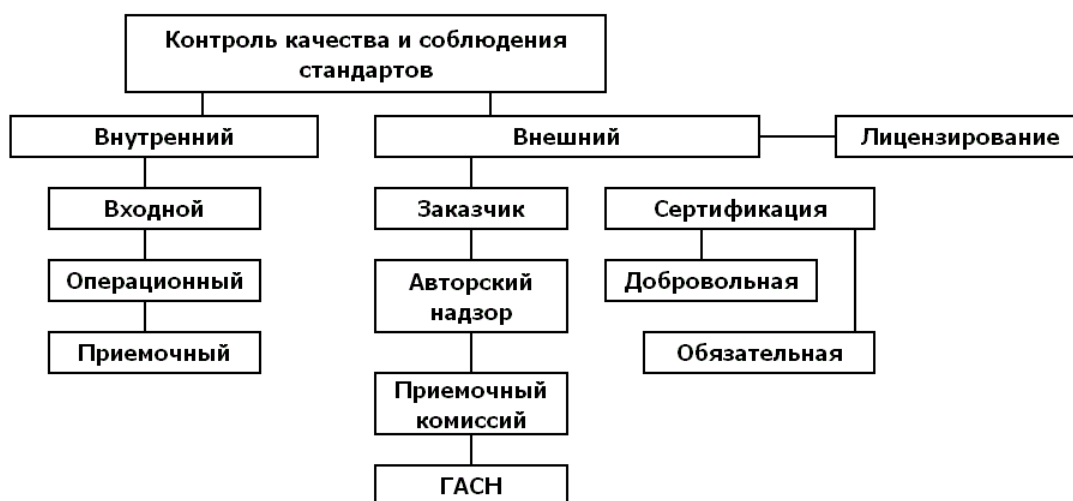 Контроль качества и соблюдения
стандартов
Внутренний
Внешний
Лицензирование
Входной
Заказчик
Сертификация
Операционный
Авторский
надзор
Добровольная
Приемочный
Обязательная
Приемочный
комиссий
ГАСН